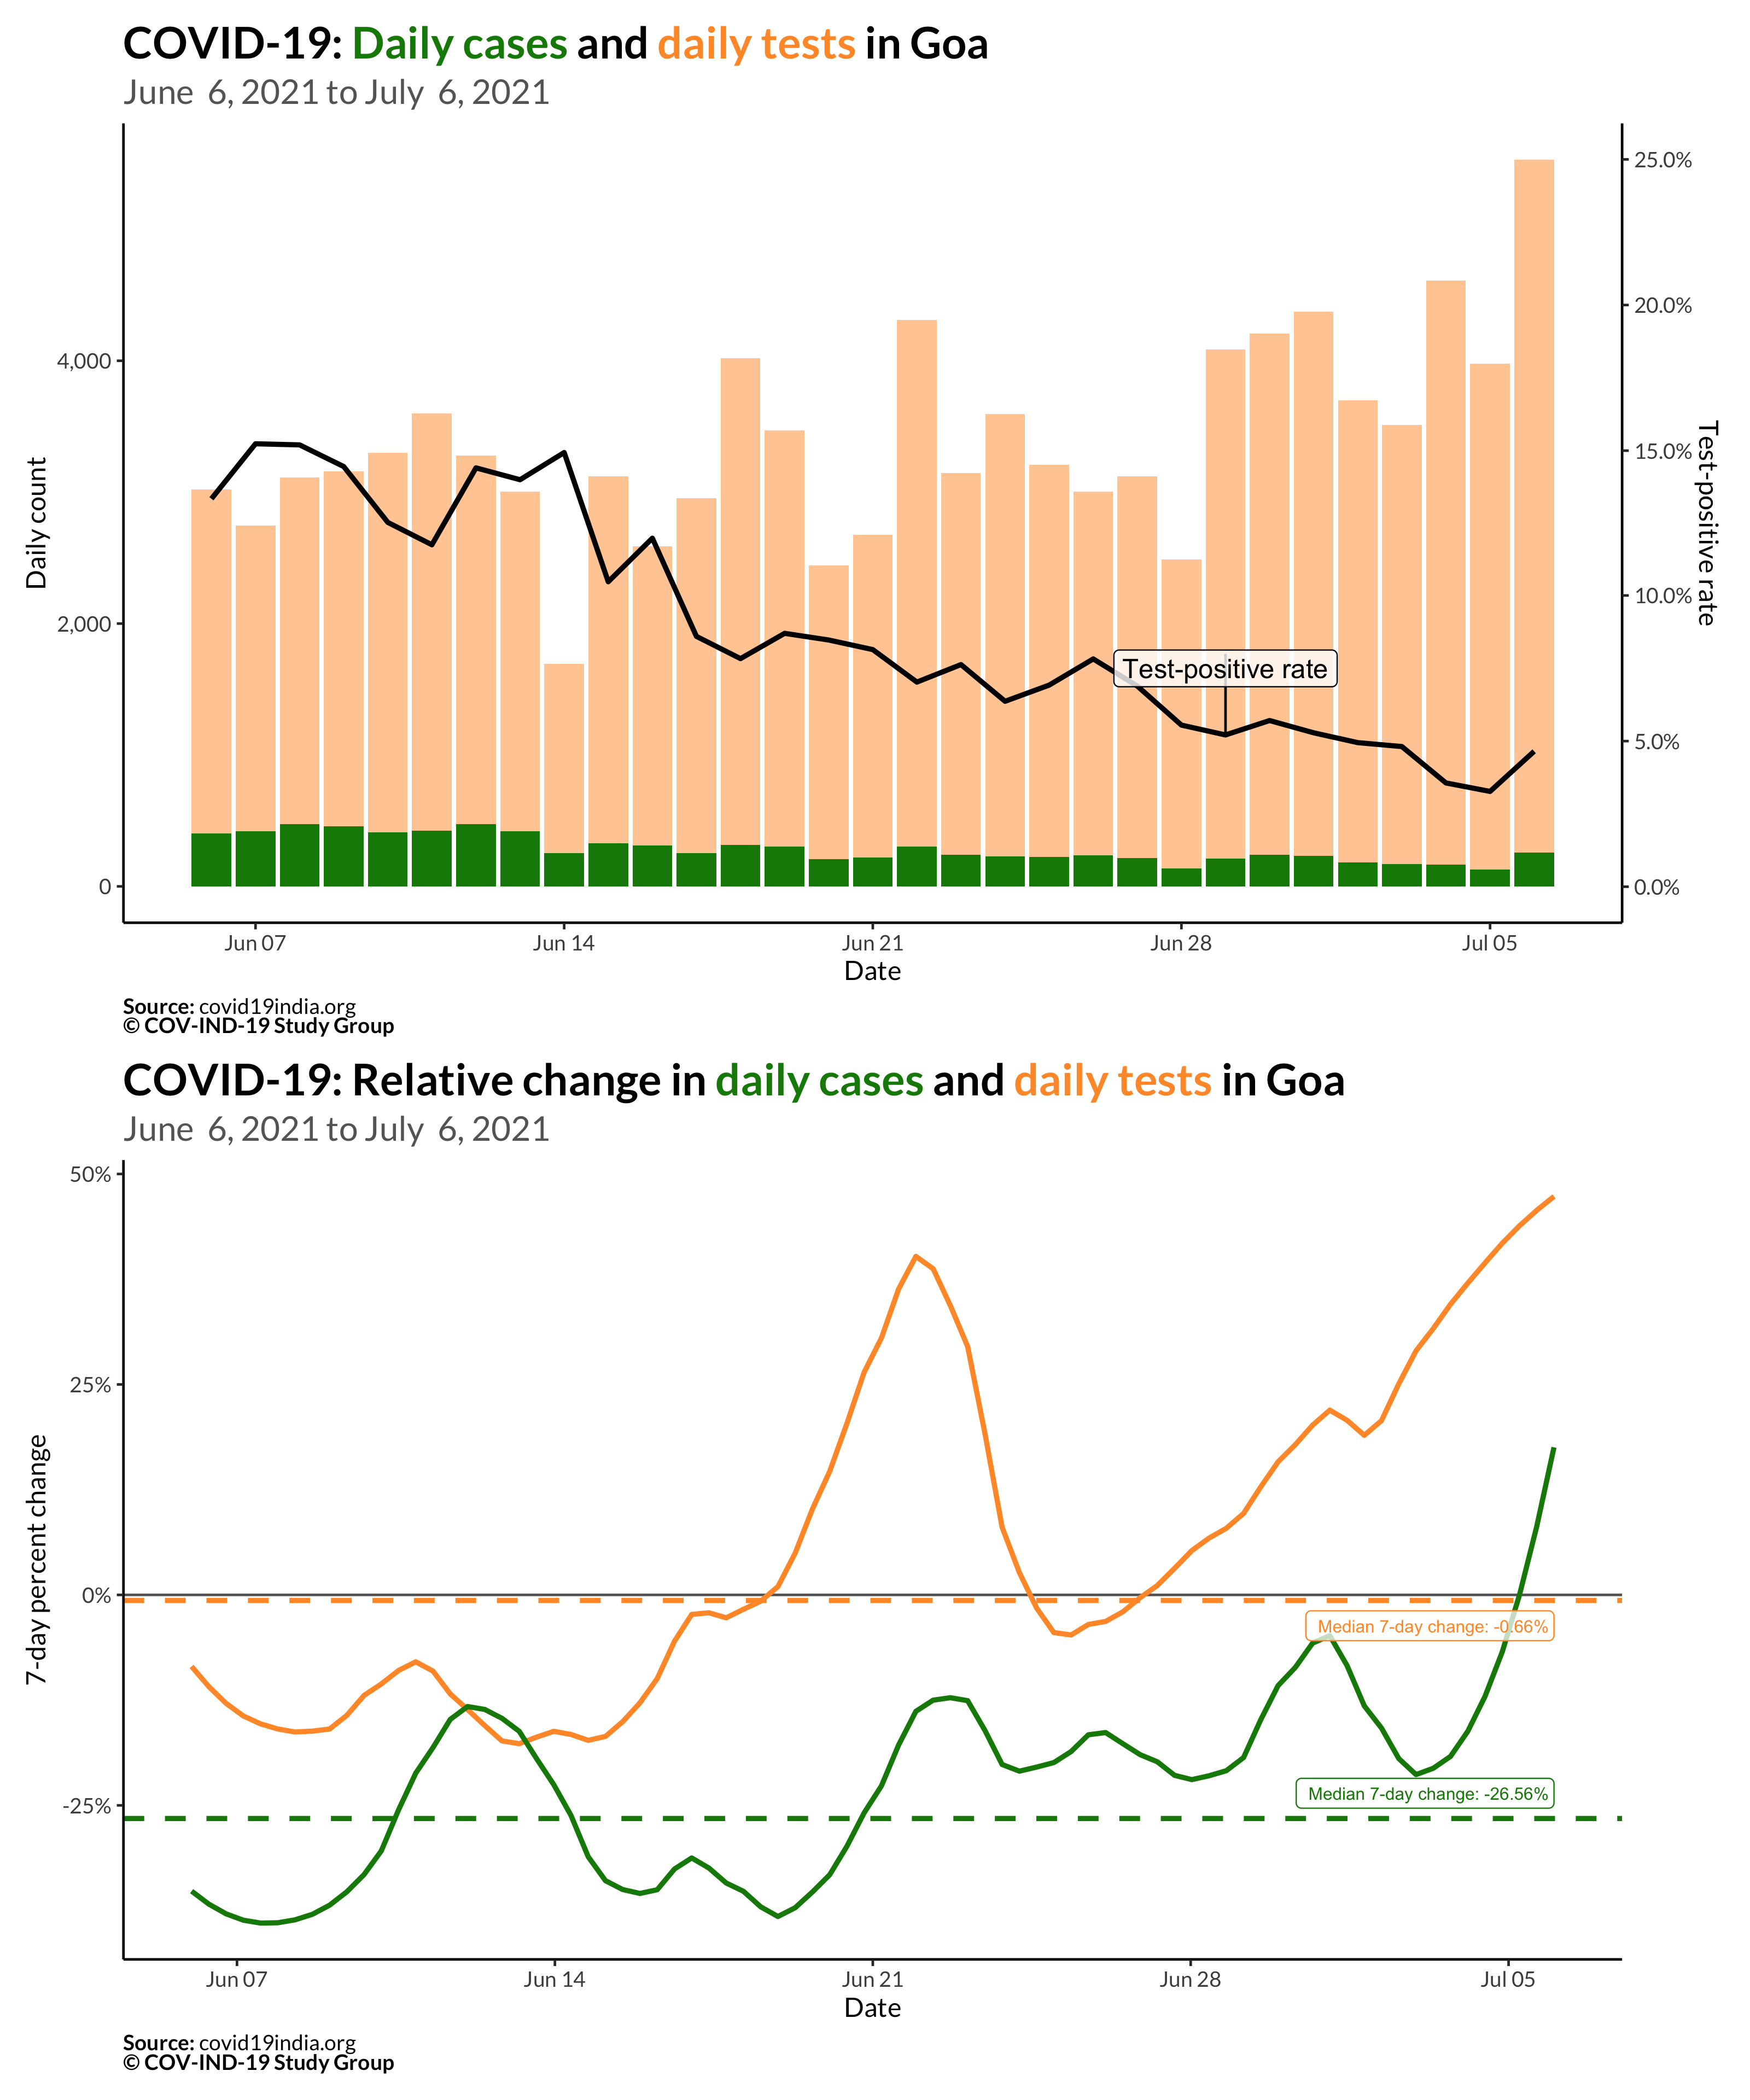 COVID-19: Daily cases and daily tests in Goa
June  6, 2021 to July  6, 2021
Daily count
4,000
2,000
0
25.0%
20.0%
15.0%
10.0%
5.0%
0.0%
Test-positive rate
Test-positive rate
Jun 07
Jun 14
Jun 21
Jun 28
Jul 05
Date
Source: covid19india.org
© COV-IND-19 Study Group
COVID-19: Relative change in daily cases and daily tests in Goa
June  6, 2021 to July  6, 2021
7-day percent change
50%
25%
0%
-25%
Median 7-day change: -0.66%
Median 7-day change: -26.56%
Jun 07
Jun 14
Jun 21
Jun 28
Jul 05
Date
Source: covid19india.org
© COV-IND-19 Study Group